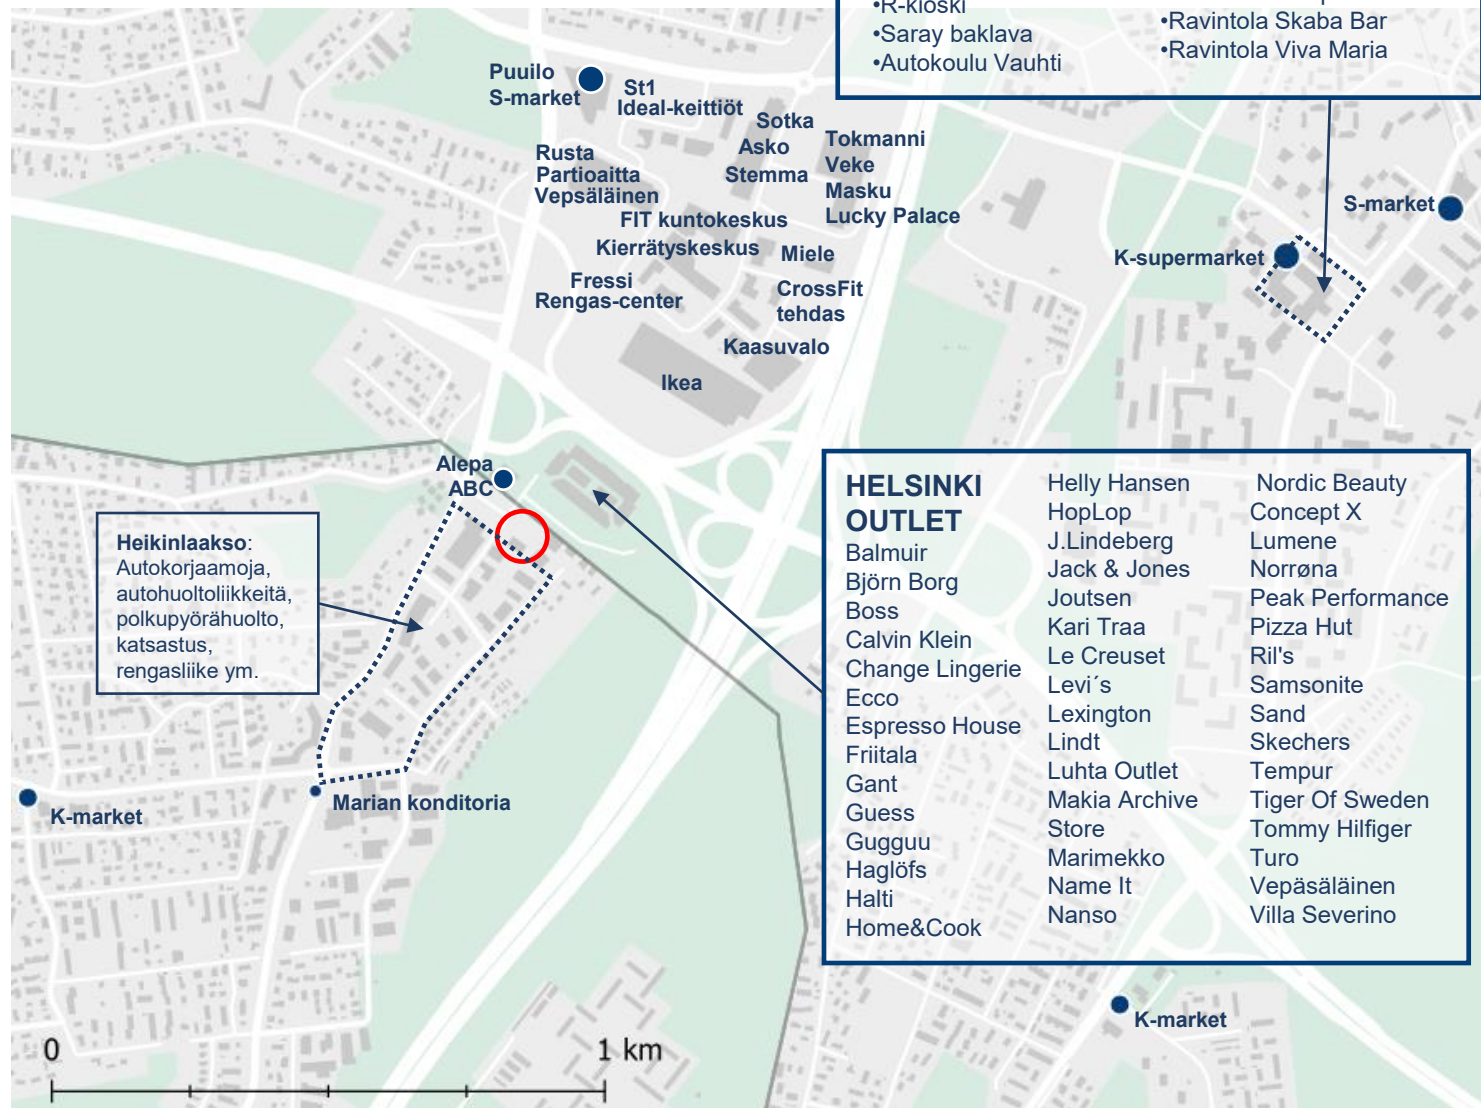 •R-kioski
•Saray baklava
•Autokoulu Vauhti
•Ravintola Skaba Bar
•Ravintola Viva Maria
Puuilo
S-market
St1
Ideal-keittiöt
Sotka
Asko
Stemma
Tokmanni
Veke
Masku
Lucky Palace
Rusta
Partioaitta
Vepsäläinen
FIT kuntokeskus
Kierrätyskeskus
Miele
Fressi
Rengas-center
CrossFit
tehdas
Kaasuvalo
Ikea
S-market
K-supermarket
Alepa
ABC
Heikinlaakso:
Autokorjaamoja,
autohuoltoliikkeitä,
polkupyörähuolto,
katsastus,
rengasliike ym.
HELSINKI
OUTLET
Balmuir
Björn Borg
Boss
Calvin Klein
Change Lingerie
Ecco
Espresso House
Friitala
Gant
Guess
Gugguu
Haglöfs
Halti
Home&Cook
Helly Hansen
HopLop
J.Lindeberg
Jack & Jones
Joutsen
Kari Traa
Le Creuset
Levi´s
Lexington
Lindt
Luhta Outlet
Makia Archive
Store
Marimekko
Name It
Nanso
Nordic Beauty
Concept X
Lumene
Norrøna
Peak Performance
Pizza Hut
Ril's
Samsonite
Sand
Skechers
Tempur
Tiger Of Sweden
Tommy Hilfiger
Turo
Vepäsäläinen
Villa Severino
K-market
Marian konditoria
K-market
0
1 km